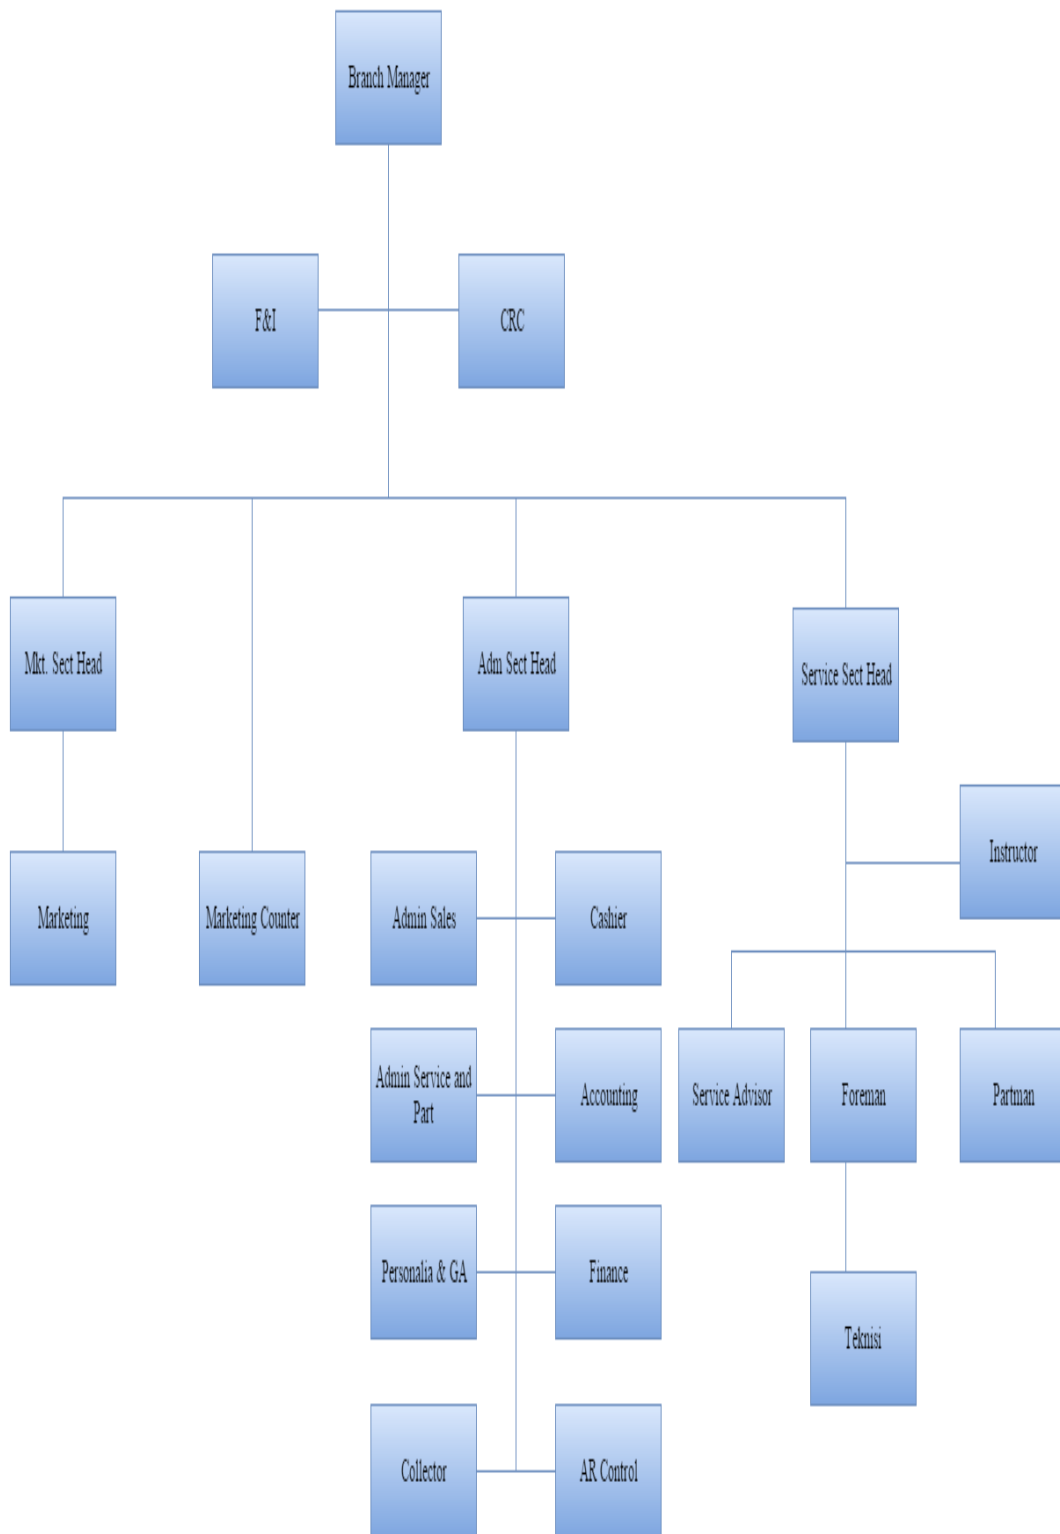 Branch Manager
F&I
CRC
Mkt. Sect Head
Adm Sect Head
Service Sect Head
Instructor
Marketing
Marketing Counter
Admin Sales
Cashier
Admin Service and
Part
Accounting
Service Advisor
Foreman
Partman
Personalia & GA
Finance
Teknisi
Collector
AR Control